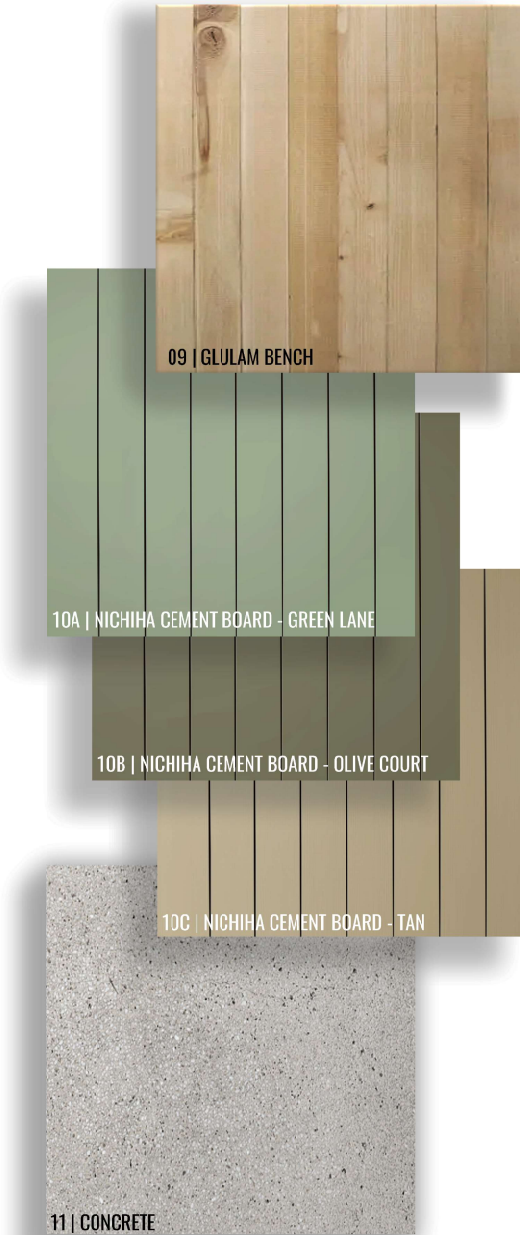 09 | GLULAM BENCH
10A | NICHIHA CEMENT BOARD - GREEN LANE
10B | NICHIHA CEMENT BOARD - OLIVE COURT
10C | NICHIHA CEMENT BOARD - TAN
11 | CONCRETE